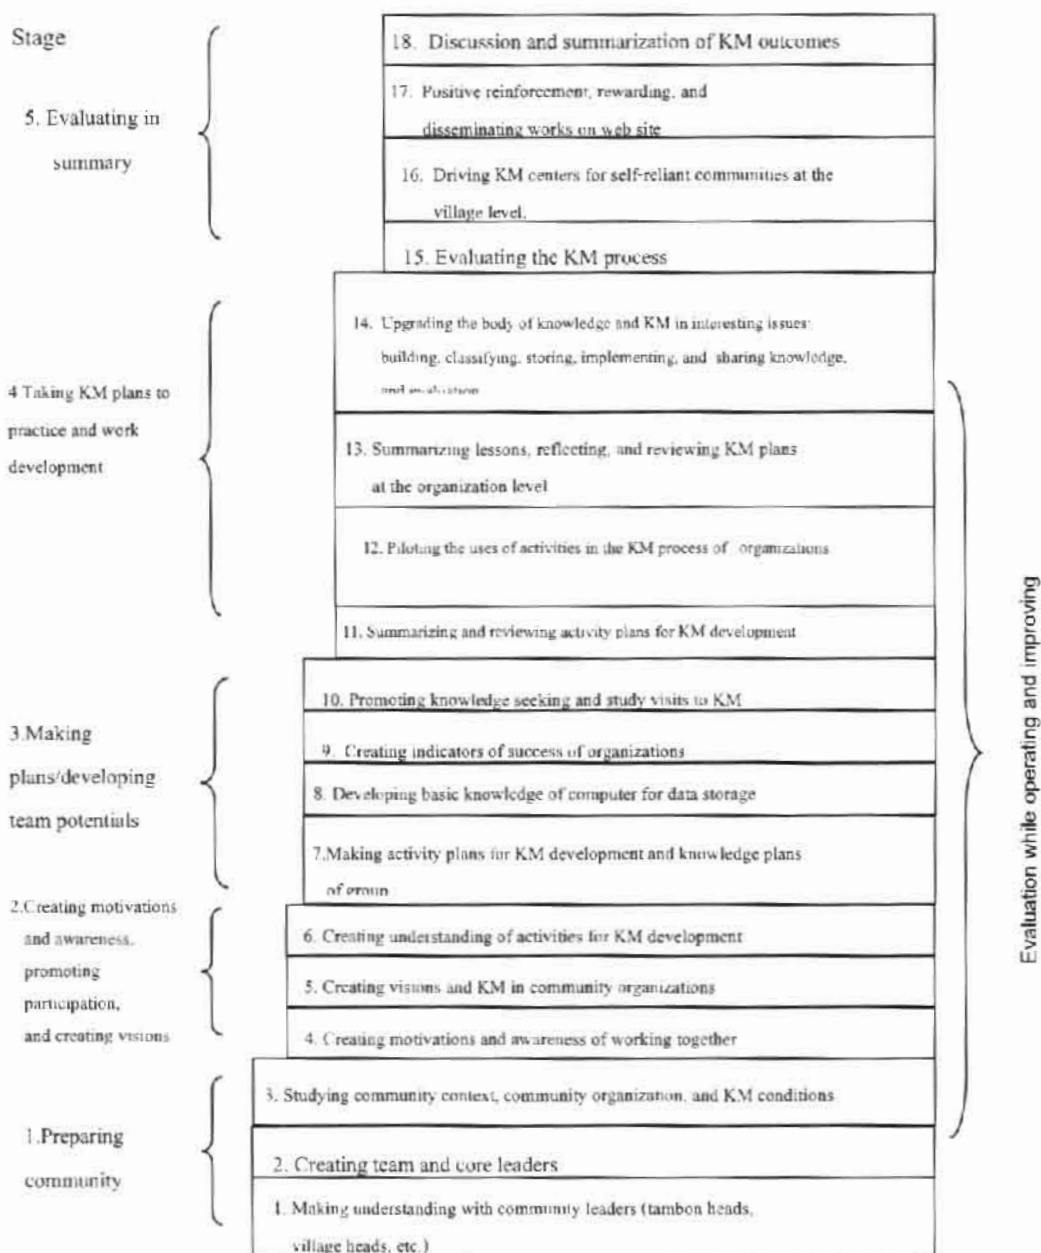 Stage
5. Evaluating in
summary
18. Discussion and summarization of KM outcomes
17. Positive reinforcement, rewarding, and
disseminating works on web site
16. Driving KM centers for self-reliant communities at the
village level.
15. Evaluating the KM process
4 Taking KM plans to
practice and work
development
14. Upgrading the body of knowledge and KM in interesting issues:
building, classifying, storing, implementing, and sharing knowledge,
and evaluation
13. Summarizing lessons, reflecting, and reviewing KM plans
at the organization level
12. Piloting the uses of activities in the KM process of organizations
11. Summarizing and reviewing activity plans for KM development
3.Making
plans/developing
team potentials
10. Promoting knowledge seeking and study visits to KM
9. Creating indicators of success of organizations
8. Developing basic knowledge of computer for data storage
7.Making activity plans for KM development and knowledge plans
of group
2.Creating motivations
and awareness,
promoting
participation,
and creating visions
6. Creating understanding of activities for KM development
5. Creating visions and KM in community organizations
4. Creating motivations and awareness of working together
1.Preparing
community
3. Studying community context, community organization, and KM conditions
2. Creating team and core leaders
1. Making understanding with community leaders (tambon heads,
village heads, etc.)
Evaluation while operating and improving